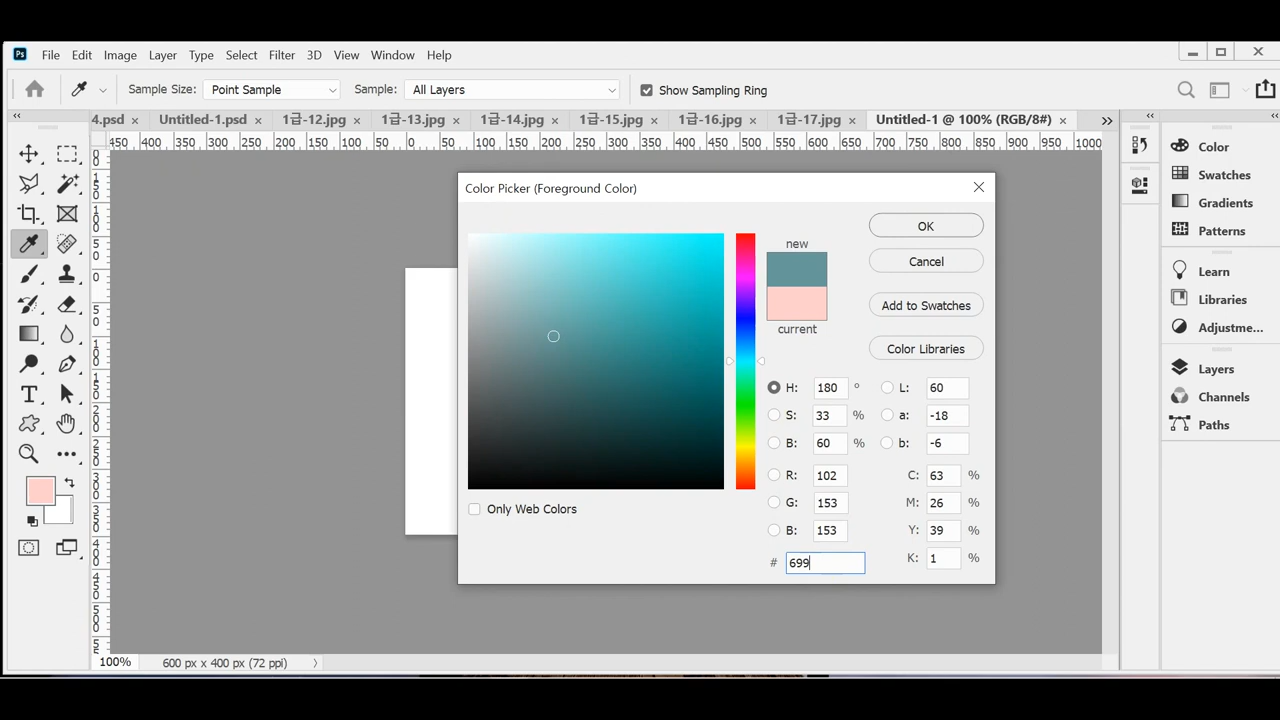 Ps File Edit Image Layer Type Select Filter 3D View Window Help
Sample Size: Point Sample Sample: All Layers Show Sampling Ring
4.psd × Untitled-1.psd × 1급-12.jpg × 1급-13.jpg × 1급-14.jpg × 1급-15.jpg × 1급-16.jpg × 1급-17.jpg × Untitled-1 @ 100% (RGB/8#) ×
450 400 350 300 250 200 150 100 50 0 50 100 150 200 250 300 350 400 450 500 550 600 650 700 750 800 850 900 950 1000
Color Picker (Foreground Color)
new
current
OK
Cancel
Add to Swatches
Color Libraries
H: 180 ° L: 60
S: 33 % a: -18
B: 60 % b: -6
R: 102 C: 63 %
G: 153 M: 26 %
B: 153 Y: 39 %
# 699 K: 1 %
Only Web Colors
Color
Swatches
Gradients
Patterns
Learn
Libraries
Adjustme...
Layers
Channels
Paths
100% 600 px x 400 px (72 ppi)